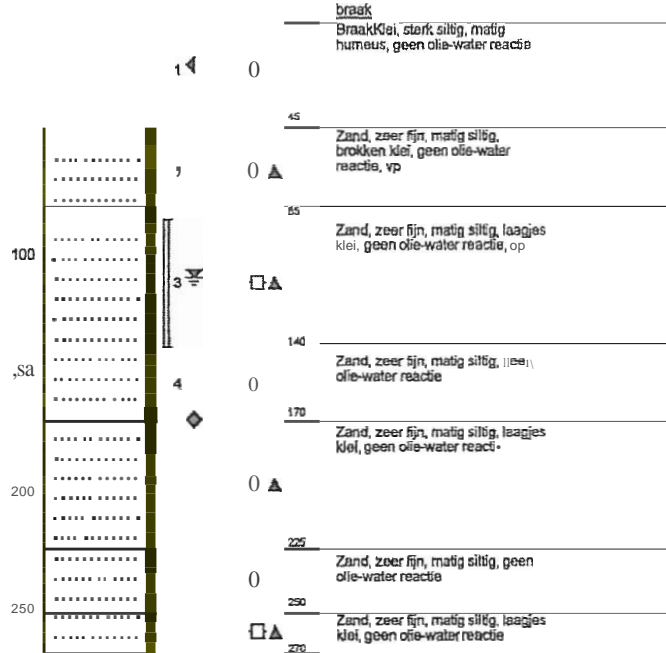 braak
BraakKlei, sterk siltig, matig
humeus, geen olie-water reactie
1
0
45
Zand, zeer fijn, matig siltig,
brokken klei, geen olie-water
reactie, vp
0
85
Zand, zeer fijn, matig siltig, laagjes
klei, geen olie-water reactie, op
100
3
140
Zand, zeer fijn, matig siltig,
olie-water reactie
,sa
4
0
170
Zand, zeer fijn, matig siltig, laagjes
klei, geen olie-water reacti
200
0
225
Zand, zeer fijn, matig siltig, geen
olie-water reactie
0
250
250
Zand, zeer fijn, matig siltig, laagjes
klei, geen olie-water reactie
270